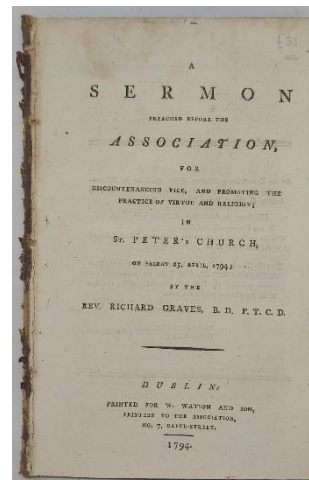 A
SERMON
PREACHED BEFORE THE
ASSOCIATION,
FOR
DISCOUNTENANCING VICE, AND PROMOTING THE
PRACTICE OF VIRTUE AND RELIGION;
IN
ST. PETER'S CHURCH,
ON FRIDAY 25, APRIL, 1794;
BY THE
REV. RICHARD GRAVES, B. D. F. T. C. D.
DUBLIN:
PRINTED FOR W. WATSON AND SON,
PRINTERS TO THE ASSOCIATION,
NO. 7, CAPEL-STREET.
1794.